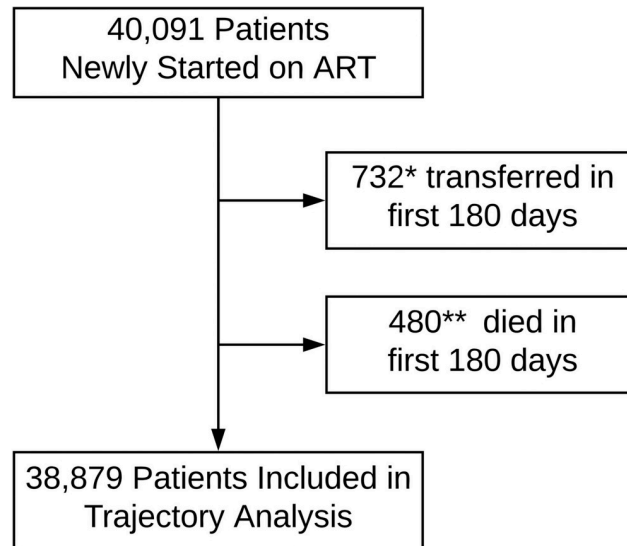 40,091 Patients
Newly Started on ART
732* transferred in
first 180 days
480** died in
first 180 days
38,879 Patients Included in
Trajectory Analysis